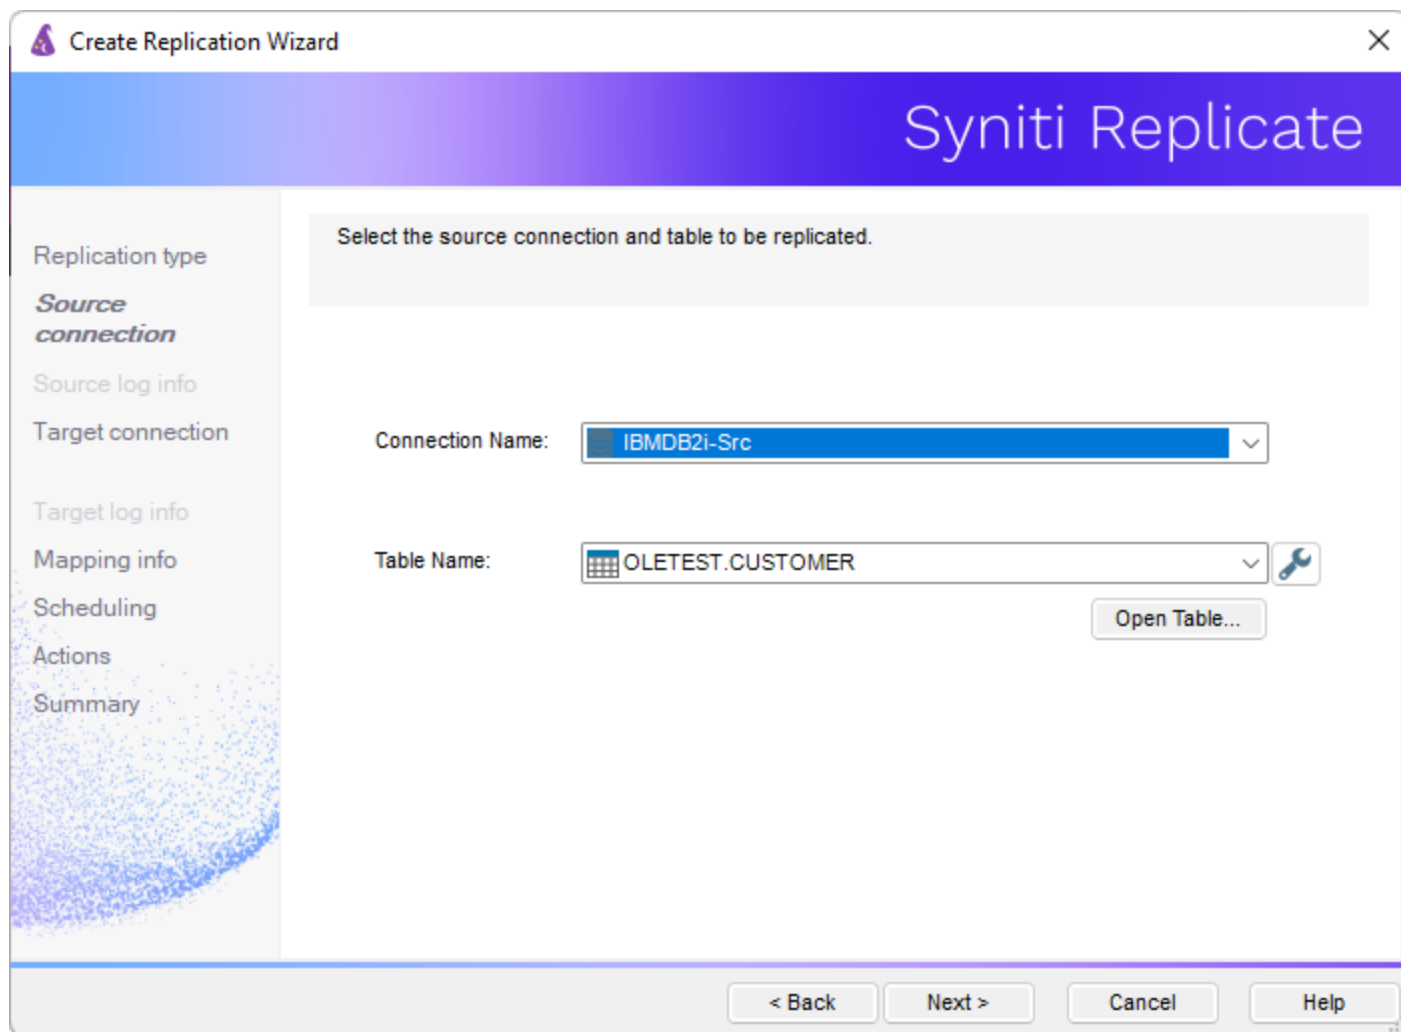 Create Replication Wizard
Syniti Replicate
Replication type
Source
connection
Source log info
Target connection
Target log info
Mapping info
Scheduling
Actions
Summary
Select the source connection and table to be replicated.
Connection Name: IBMDB2i-Src
Table Name: OLETEST.CUSTOMER
Open Table...
< Back Next > Cancel Help